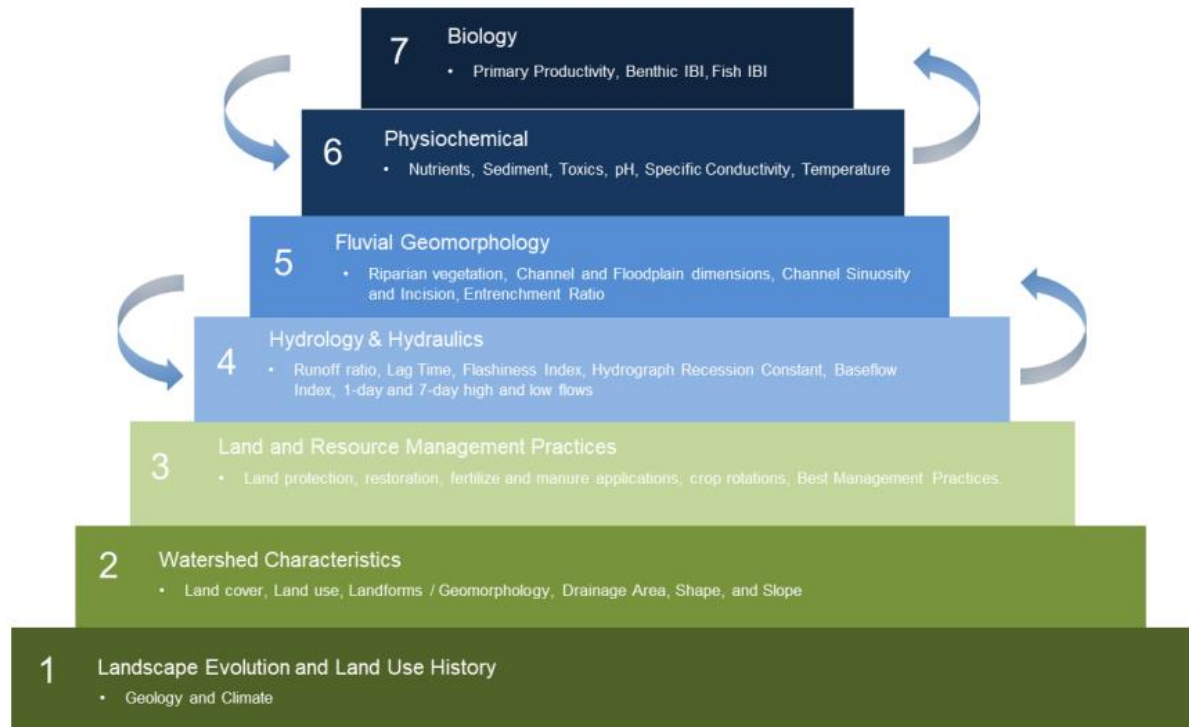 7
Biology
• Primary Productivity, Benthic IBI, Fish IBI
6
Physiochemical
• Nutrients, Sediment, Toxics, pH, Specific Conductivity, Temperature
5
Fluvial Geomorphology
• Riparian vegetation, Channel and Floodplain dimensions, Channel Sinuosity
and Incision, Entrenchment Ratio
4
Hydrology & Hydraulics
• Runoff ratio, Lag Time, Flashiness Index, Hydrograph Recession Constant, Baseflow
Index, 1-day and 7-day high and low flows
3
Land and Resource Management Practices
• Land protection, restoration, fertilize and manure applications, crop rotations, Best Management Practices.
2
Watershed Characteristics
• Land cover, Land use, Landforms / Geomorphology, Drainage Area, Shape, and Slope
1
Landscape Evolution and Land Use History
• Geology and Climate